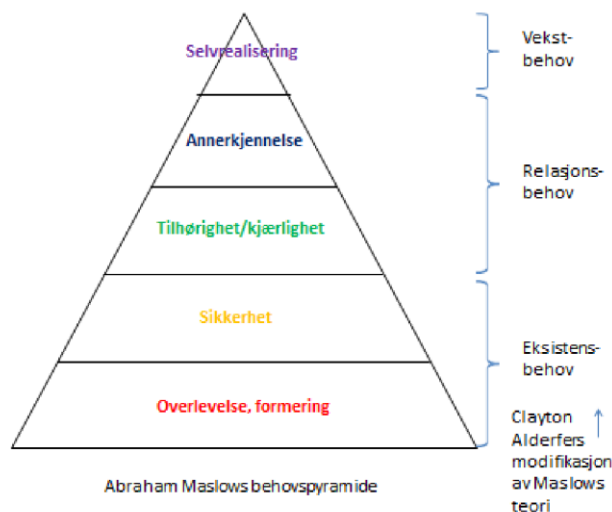 Selvrealisering
Annerkjennelse
Tilhørighet/kjærlighet
Sikkerhet
Overlevelse, formering
Abraham Maslows behovspyramide
Vekst-
behov
Relasjons-
behov
Eksistens-
behov
Clayton
Alderfers
modifikasjon
av Maslows
teori